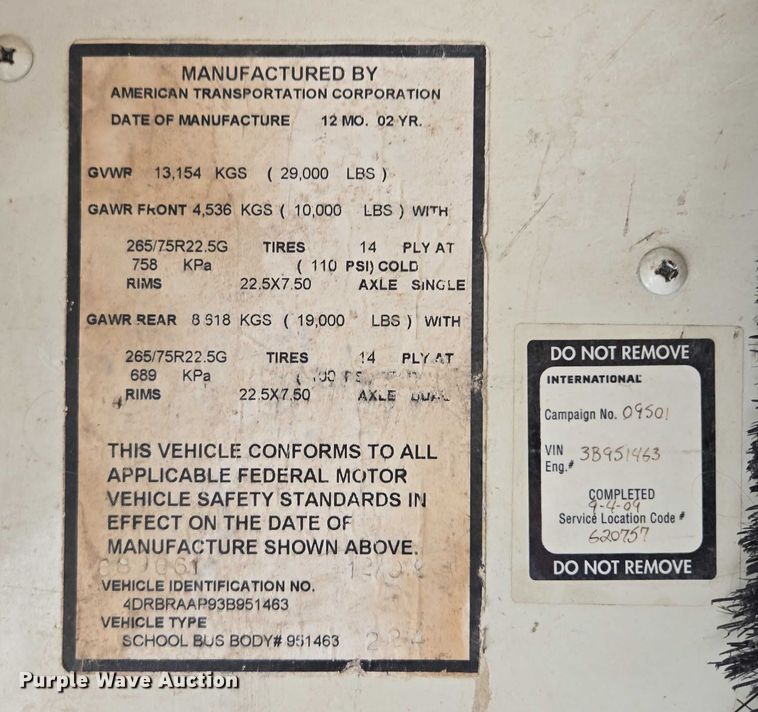 MANUFACTURED BY
AMERICAN TRANSPORTATION CORPORATION
DATE OF MANUFACTURE 12 MO. 02 YR.
GVWR 13,154 KGS ( 29,000 LBS )
GAWR FRONT 4,536 KGS ( 10,000 LBS ) WITH
265/75R22.5G TIRES 14 PLY AT
758 KPa ( 110 PSI) COLD
RIMS 22.5X7.50 AXLE SINGLE
GAWR REAR 8,618 KGS ( 19,000 LBS ) WITH
265/75R22.5G TIRES 14 PLY AT
689 KPa ( 100
RIMS 22.5X7.50 AXLE DUAL
THIS VEHICLE CONFORMS TO ALL
APPLICABLE FEDERAL MOTOR
VEHICLE SAFETY STANDARDS IN
EFFECT ON THE DATE OF
MANUFACTURE SHOWN ABOVE.
VEHICLE IDENTIFICATION NO.
4DRBRAAP93B951463
VEHICLE TYPE
SCHOOL BUS BODY# 951463
DO NOT REMOVE
INTERNATIONAL
Campaign No. 09501
VIN
Eng.# 3B951463
COMPLETED
9-4-09
Service Location Code #
620757
DO NOT REMOVE
Purple Wave Auction